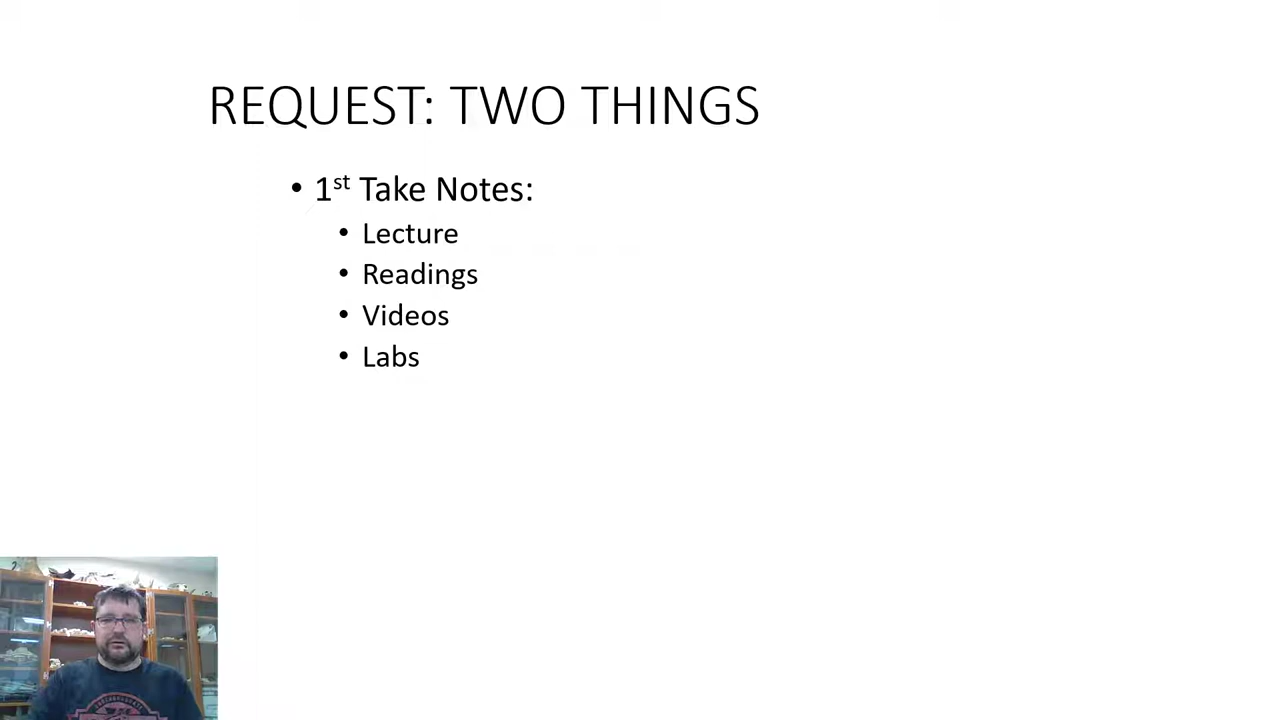 REQUEST: TWO THINGS
• 1st Take Notes:
• Lecture
• Readings
• Videos
• Labs